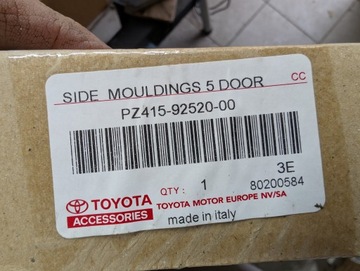 SIDE MOULDINGS 5 DOOR
CC
PZ415-92520-00
3E
QTY: 1
80200584
TOYOTA
ACCESSORIES
TOYOTA MOTOR EUROPE NV/SA
made in italy